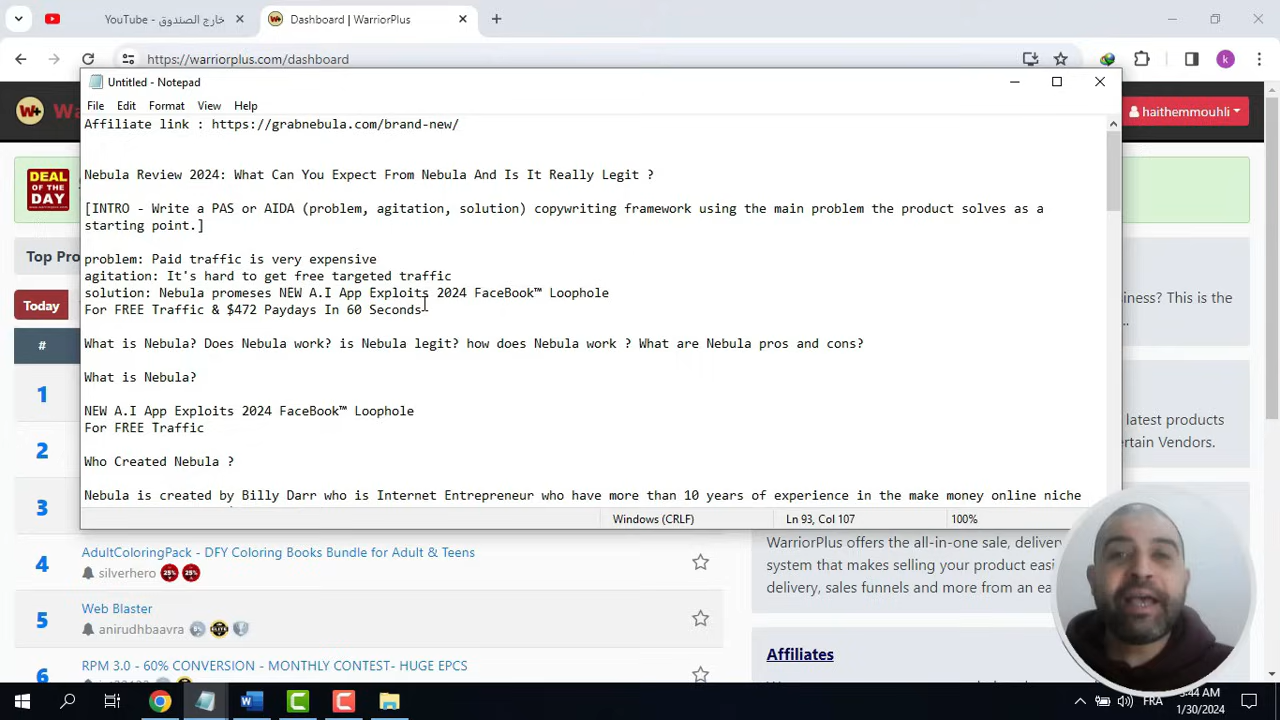 YouTube - خارج الصندوق
Dashboard | WarriorPlus
https://warriorplus.com/dashboard
k
W+
haithemmouhli
Untitled - Notepad
File Edit Format View Help
Affiliate link : https://grabnebula.com/brand-new/
Nebula Review 2024: What Can You Expect From Nebula And Is It Really Legit ?
[INTRO - Write a PAS or AIDA (problem, agitation, solution) copywriting framework using the main problem the product solves as a
starting point.]
problem: Paid traffic is very expensive
agitation: It's hard to get free targeted traffic
solution: Nebula promeses NEW A.I App Exploits 2024 FaceBook™ Loophole
For FREE Traffic & $472 Paydays In 60 Seconds
What is Nebula? Does Nebula work? is Nebula legit? how does Nebula work ? What are Nebula pros and cons?
What is Nebula?
NEW A.I App Exploits 2024 FaceBook™ Loophole
For FREE Traffic
Who Created Nebula ?
Nebula is created by Billy Darr who is Internet Entrepreneur who have more than 10 years of experience in the make money online niche
Windows (CRLF) Ln 93, Col 107 100%
DEAL OF THE DAY
Top Pro
Today
#
1
2
3
4
AdultColoringPack - DFY Coloring Books Bundle for Adult & Teens
silverhero
5
Web Blaster
anirudhbaavra
6
RPM 3.0 - 60% CONVERSION - MONTHLY CONTEST- HUGE EPCS
iness? This is the
latest products
ertain Vendors.
WarriorPlus offers the all-in-one sale, delivery
system that makes selling your product easi
delivery, sales funnels and more from an ea
Affiliates
FRA
:44 AM
1/30/2024